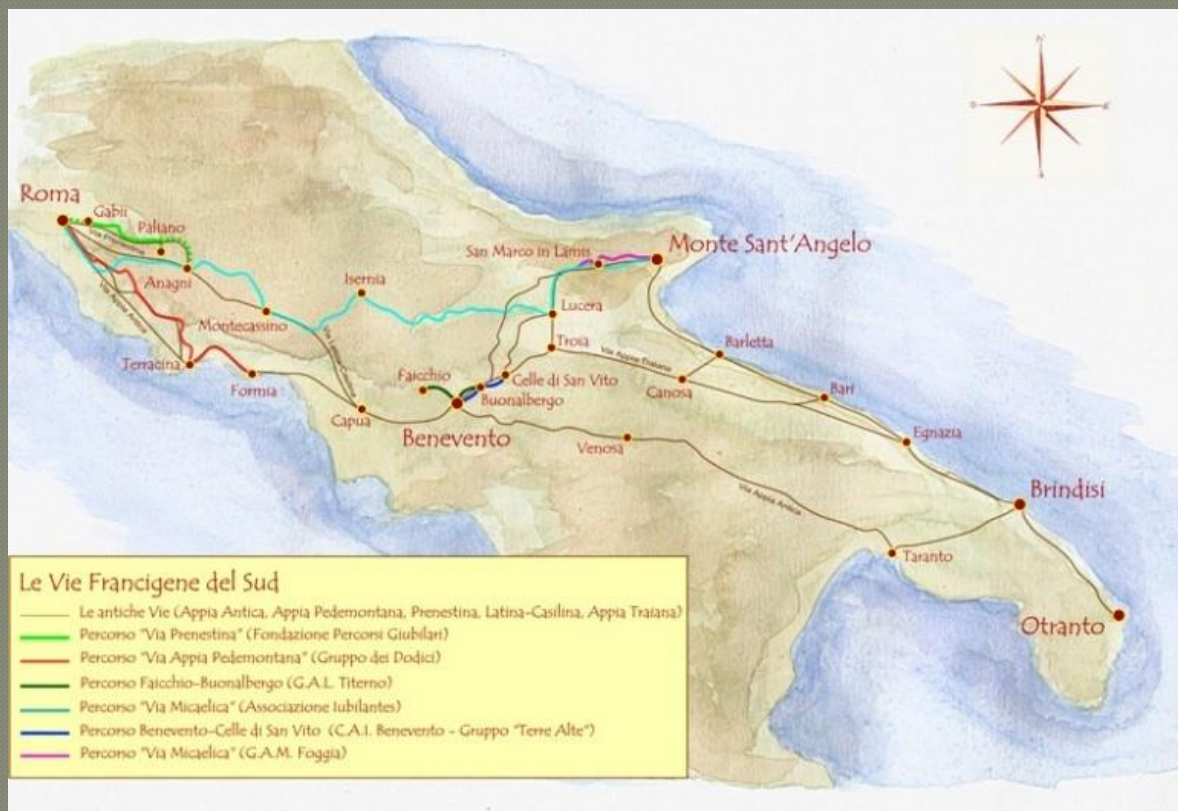 Roma
Gabii
Paliano
Via Prenestina
Anagni
Via Appia Antica
Montecassino
Isernia
Terracina
Formia
Via Latina-Casilina
Capua
San Marco in Lamis
Monte Sant'Angelo
Lucera
Troia
Via Appia Traiana
Barletta
Faicchio
Celle di San Vito
Buonalbergo
Canosa
Bari
Benevento
Venosa
Egnazia
Via Appia Antica
Brindisi
Taranto
Otranto
Le Vie Francigene del Sud
Le antiche Vie (Appia Antica, Appia Pedemontana, Prenestina, Latina-Casilina, Appia Traiana)
Percorso "Via Prenestina" (Fondazione Percorsi Giubilari)
Percorso "Via Appia Pedemontana" (Gruppo dei Dodici)
Percorso Faicchio-Buonalbergo (G.A.L. Titerno)
Percorso "Via Micaelica" (Associazione Iubilantes)
Percorso Benevento-Celle di San Vito (C.A.I. Benevento - Gruppo "Terre Alte")
Percorso "Via Micaelica" (G.A.M. Foggia)